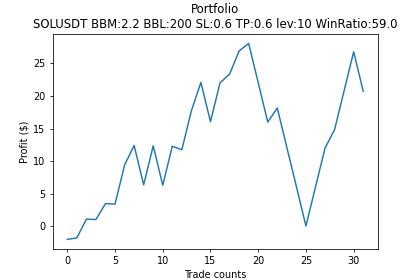 Portfolio
SOLUSDT BBM:2.2 BBL:200 SL:0.6 TP:0.6 lev:10 WinRatio:59.0
Profit ($)
25
20
15
10
5
0
0 5 10 15 20 25 30
Trade counts